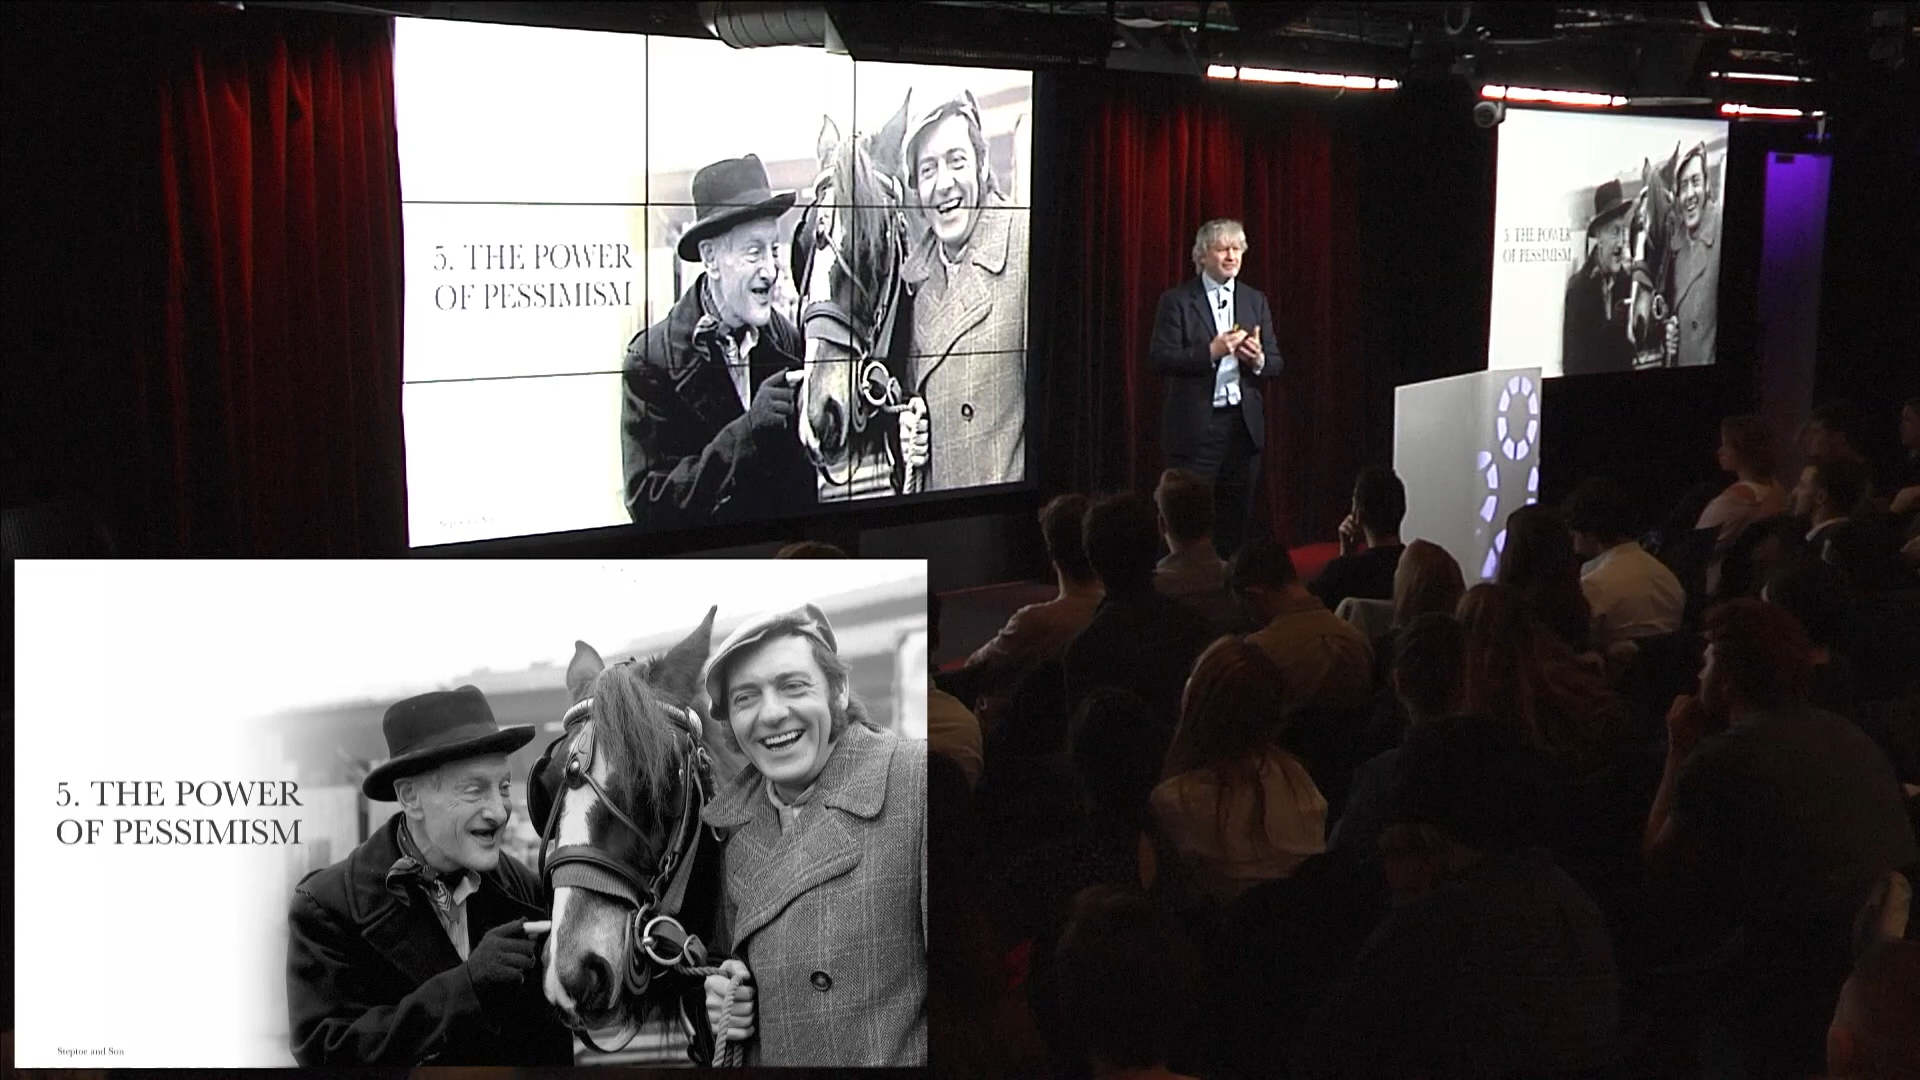 5. THE POWER
OF PESSIMISM
5. THE POWER
OF PESSIMISM
5. THE POWER
OF PESSIMISM
Steptoe and Son